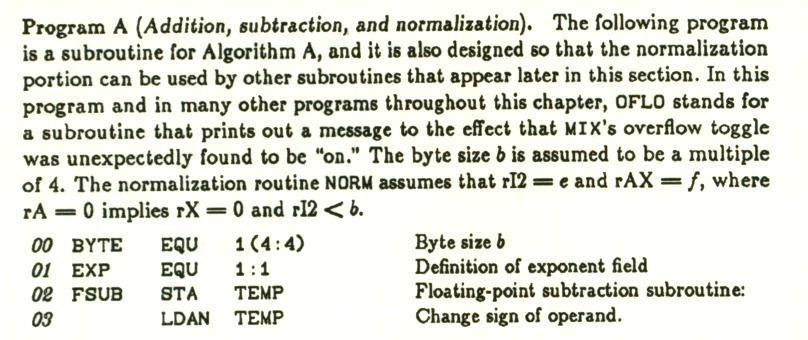 Program A (Addition, subtraction, and normalization). The following program
is a subroutine for Algorithm A, and it is also designed so that the normalization
portion can be used by other subroutines that appear later in this section. In this
program and in many other programs throughout this chapter, OFLO stands for
a subroutine that prints out a message to the effect that MIX's overflow toggle
was unexpectedly found to be "on." The byte size b is assumed to be a multiple
of 4. The normalization routine NORM assumes that rI2 = e and rAX = f, where
rA = 0 implies rX = 0 and rI2 < b.
00 BYTE EQU 1(4:4) Byte size b
01 EXP EQU 1:1 Definition of exponent field
02 FSUB STA TEMP Floating-point subtraction subroutine:
03 LDAN TEMP Change sign of operand.